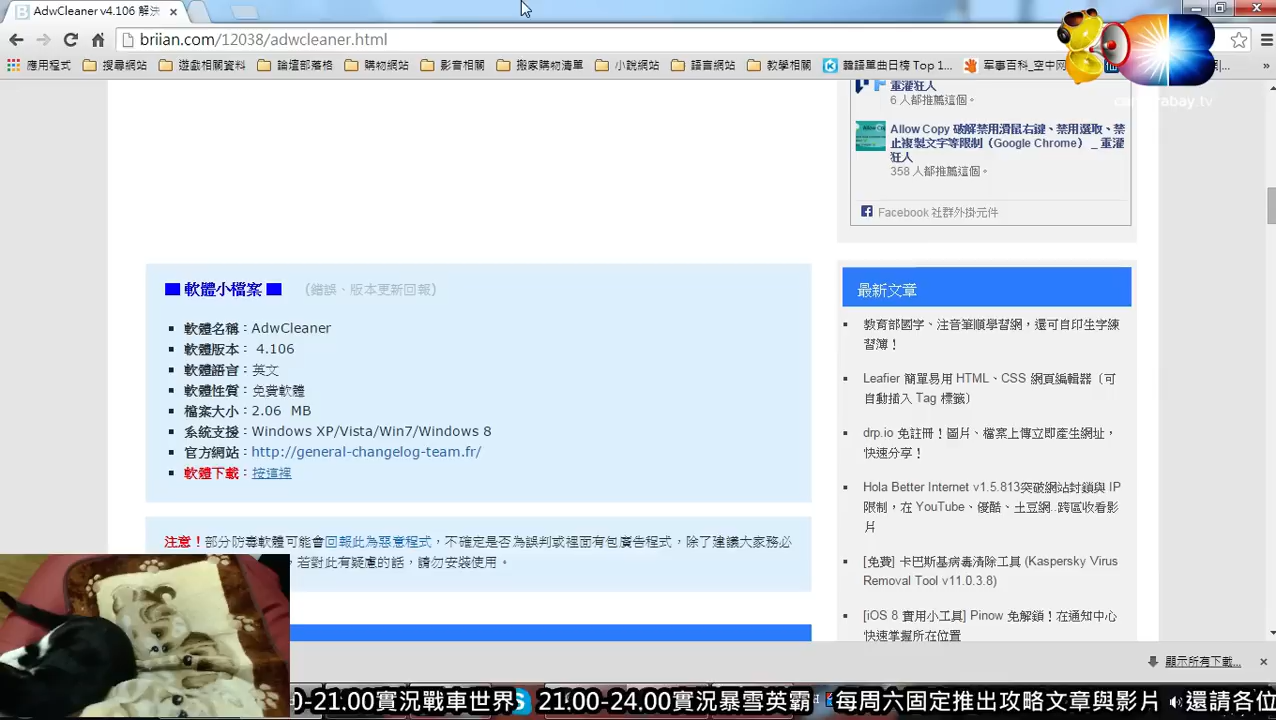 AdwCleaner v4.106 解決
briian.com/12038/adwcleaner.html
應用程式 搜尋網站 遊戲相關資料 論壇部落格 購物網站 影音相關 搬家購物清單 小說網站 語言網站 教學相關 韓語單曲日榜 Top 1... 軍事百科_空中网
重灌狂人
6 人都推薦這個。
Allow Copy 破解禁用滑鼠右鍵、禁用選取、禁
止複製文字等限制（Google Chrome） _ 重灌
狂人
358 人都推薦這個。
Facebook 社群外掛元件
軟體小檔案 （錯誤、版本更新回報）
軟體名稱：AdwCleaner
軟體版本： 4.106
軟體語言：英文
軟體性質：免費軟體
檔案大小：2.06 MB
系統支援：Windows XP/Vista/Win7/Windows 8
官方網站：http://general-changelog-team.fr/
軟體下載：按這裡
注意！部分防毒軟體可能會回報此為惡意程式，不確定是否為誤判或裡面有包廣告程式，除了建議大家務必
若對此有疑慮的話，請勿安裝使用。
最新文章
教育部國字、注音筆順學習網，還可自印生字練
習簿！
Leafier 簡單易用 HTML、CSS 網頁編輯器（可
自動插入 Tag 標籤）
drp.io 免註冊！圖片、檔案上傳立即產生網址，
快速分享！
Hola Better Internet v1.5.813突破網站封鎖與 IP
限制，在 YouTube、優酷、土豆網..跨區收看影
片
[免費] 卡巴斯基病毒清除工具 (Kaspersky Virus
Removal Tool v11.0.3.8)
[iOS 8 實用小工具] Pinow 免解鎖！在通知中心
快速掌握所在位置
顯示所有下載...
0-21.00實況戰車世界 21.00-24.00實況暴雪英霸 每周六固定推出攻略文章與影片 還請各位